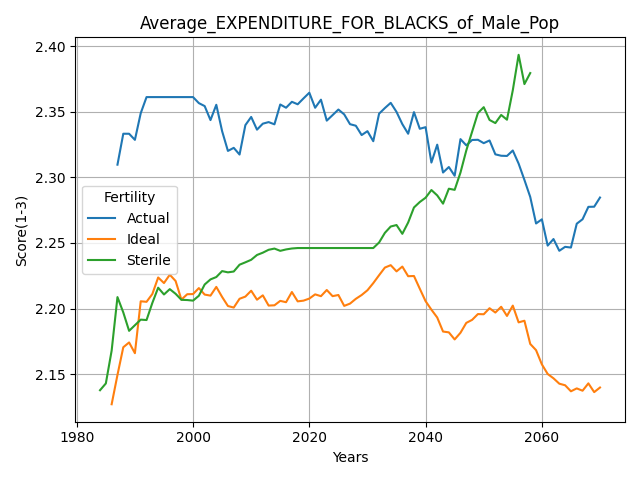 Average_EXPENDITURE_FOR_BLACKS_of_Male_Pop
2.40
2.35
2.30
2.25
2.20
2.15
Score(1-3)
Fertility
Actual
Ideal
Sterile
1980 2000 2020 2040 2060
Years